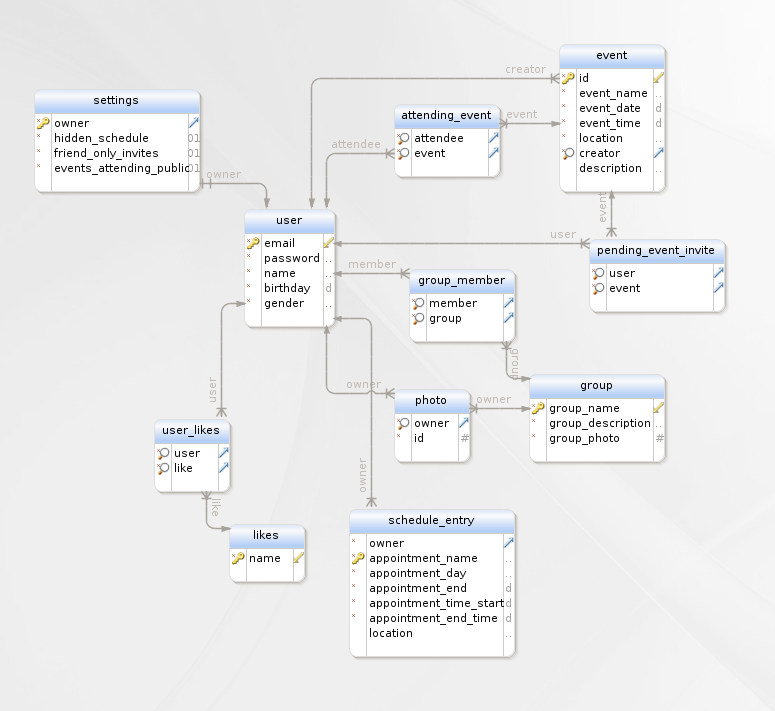 event
creator
id
event_name
event_date
event_time
location
creator
description
settings
owner
hidden_schedule
friend_only_invites
events_attending_public
01
01
01
owner
attending_event
attendee
event
event
attendee
user
email
password
name
birthday
gender
d
user
event
pending_event_invite
user
event
member
group_member
member
group
group
group
group_name
group_description
group_photo
#
owner
photo
owner
id
#
owner
user
user_likes
user
like
like
likes
name
owner
schedule_entry
owner
appointment_name
appointment_day
appointment_end
appointment_time_start
appointment_end_time
location
d
d
d
d
d